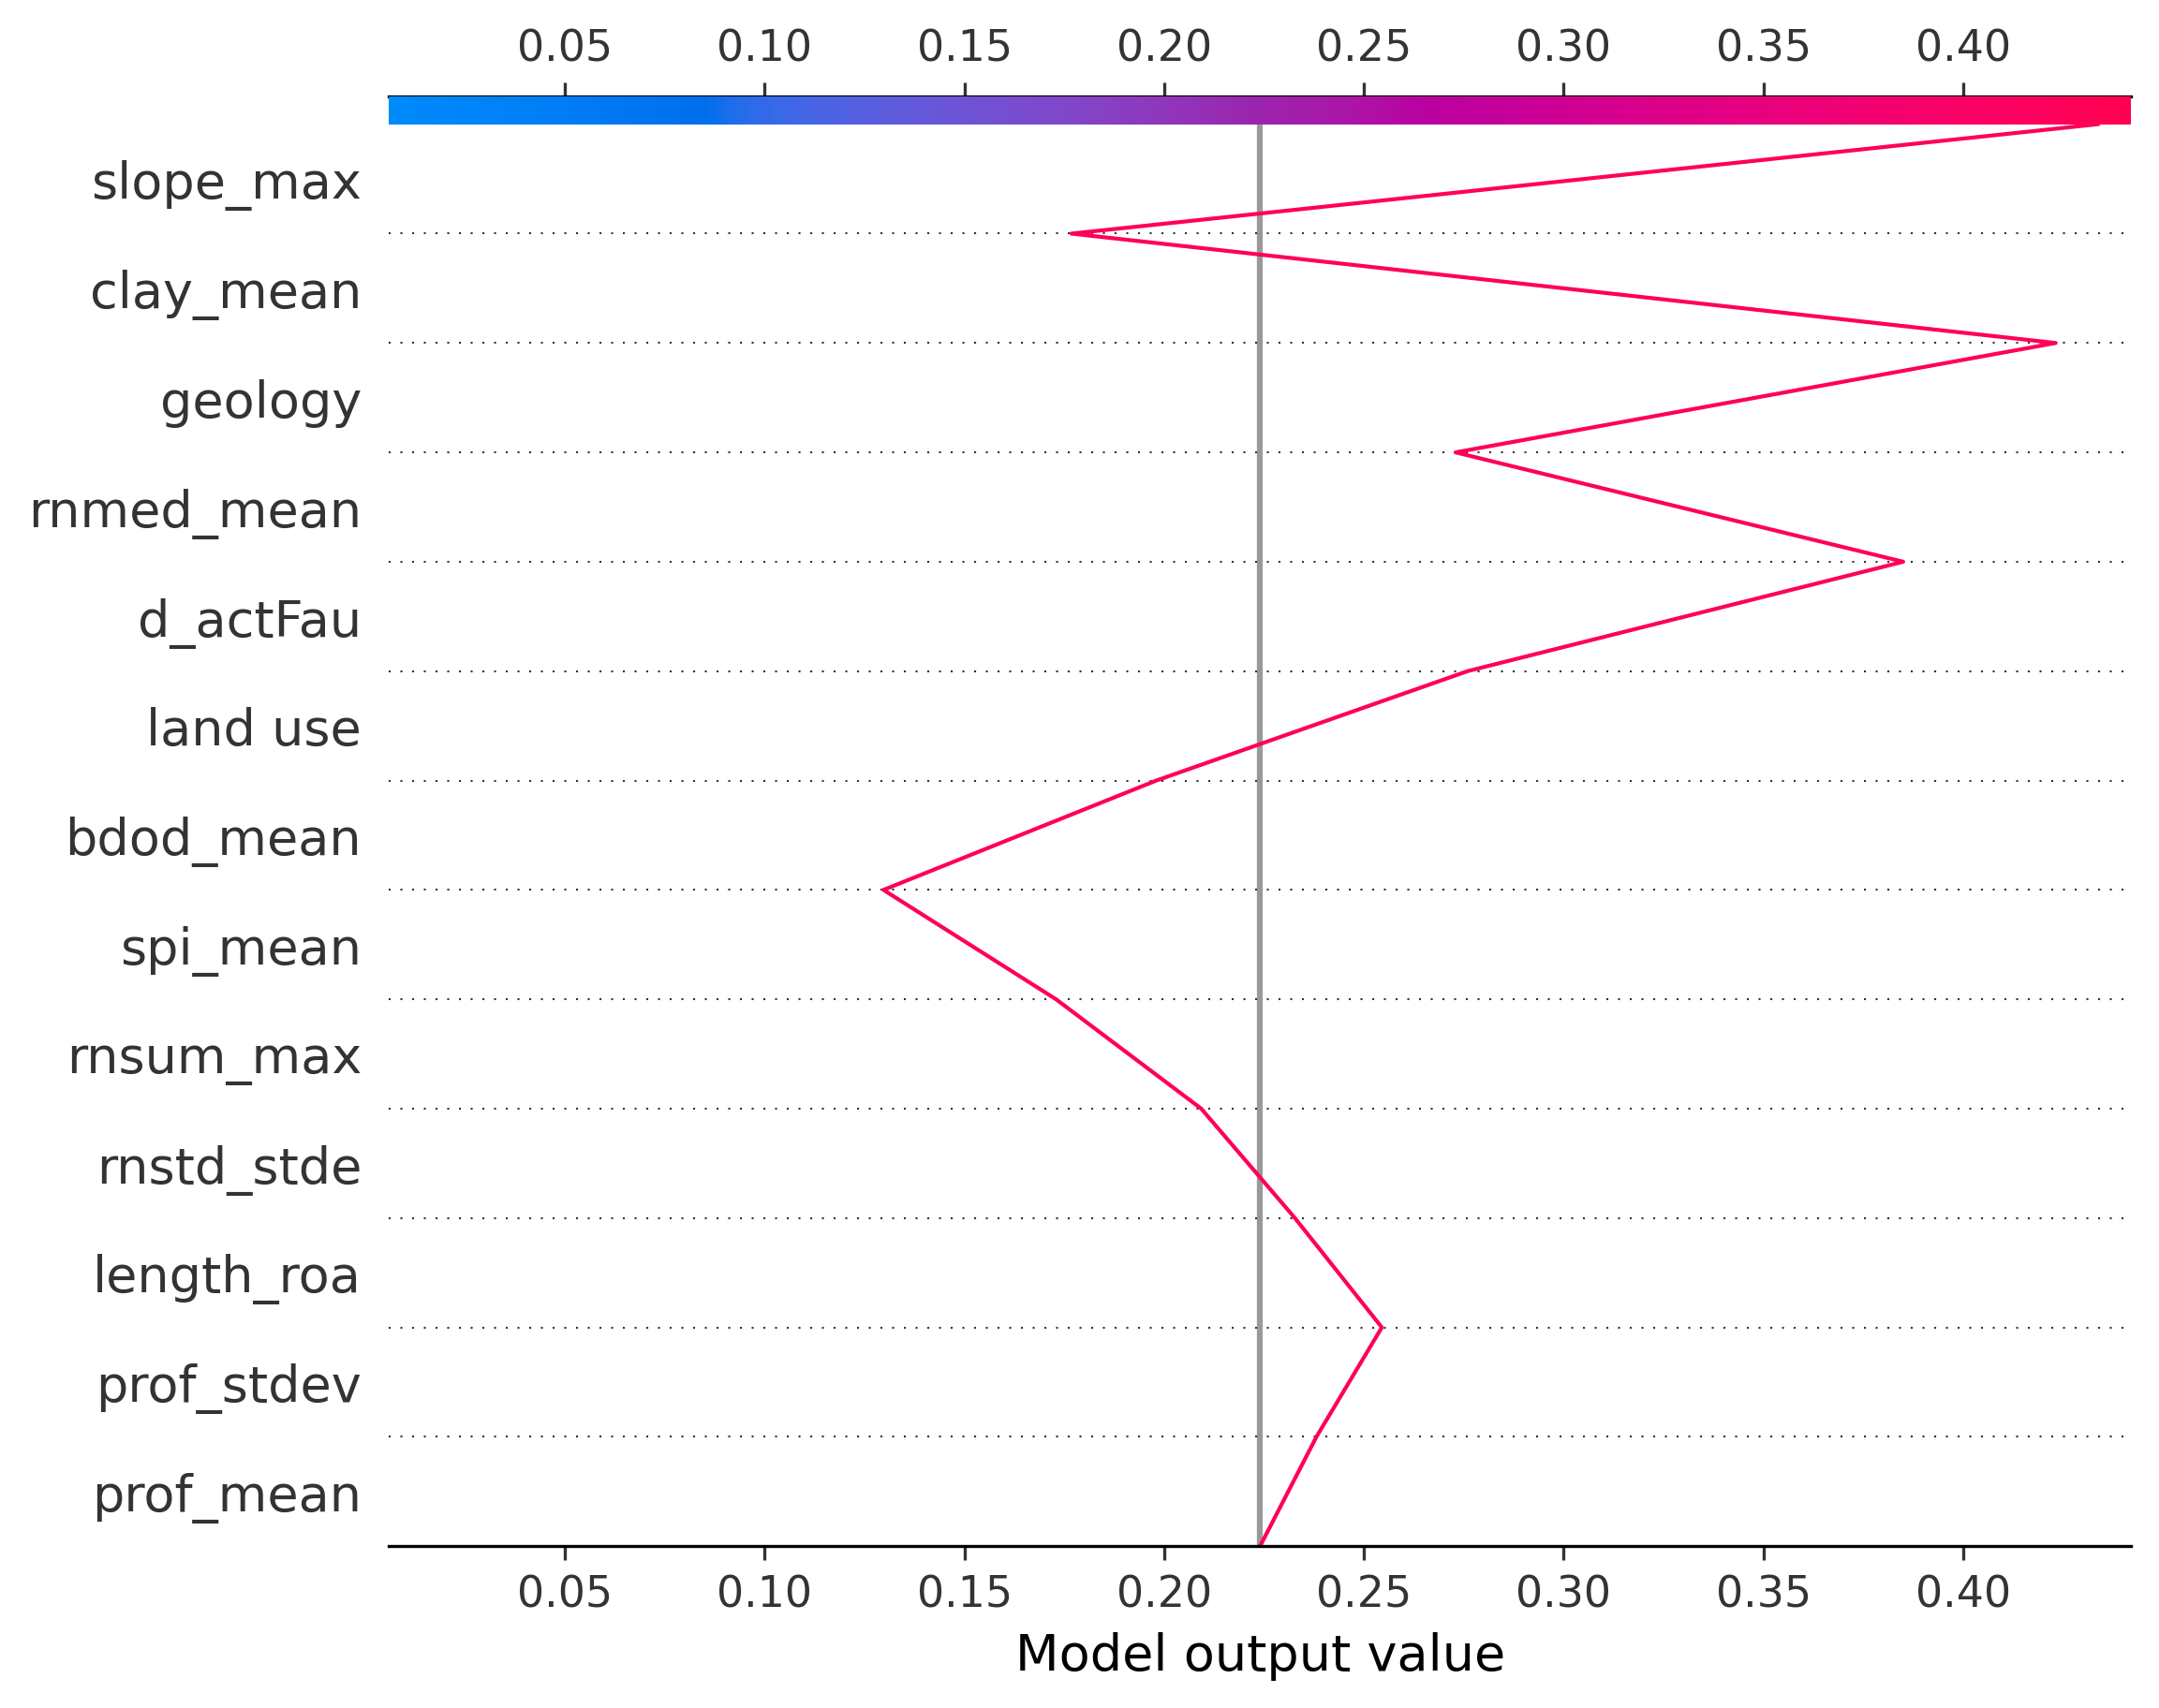 0.05 0.10 0.15 0.20 0.25 0.30 0.35 0.40
slope_max
clay_mean
geology
rnmed_mean
d_actFau
land use
bdod_mean
spi_mean
rnsum_max
rnstd_stde
length_roa
prof_stdev
prof_mean
0.05 0.10 0.15 0.20 0.25 0.30 0.35 0.40
Model output value